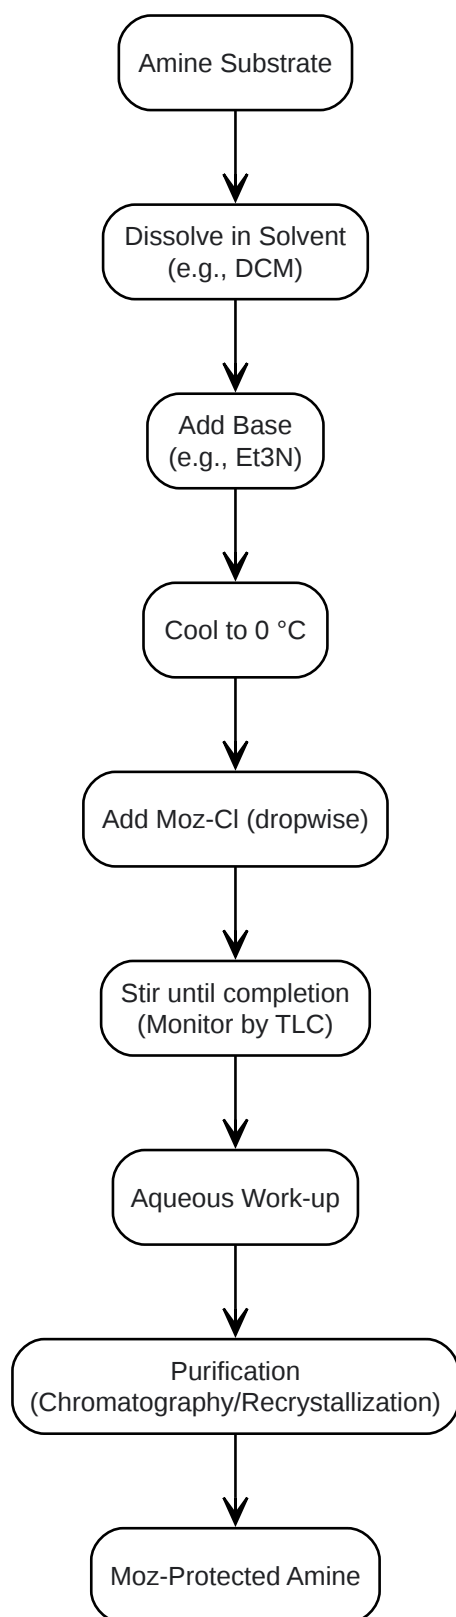 Amine Substrate
Dissolve in Solvent
(e.g., DCM)
Add Base
(e.g., Et3N)
Cool to 0 °C
Add Moz-Cl (dropwise)
Stir until completion
(Monitor by TLC)
Aqueous Work-up
Purification
(Chromatography/Recrystallization)
Moz-Protected Amine